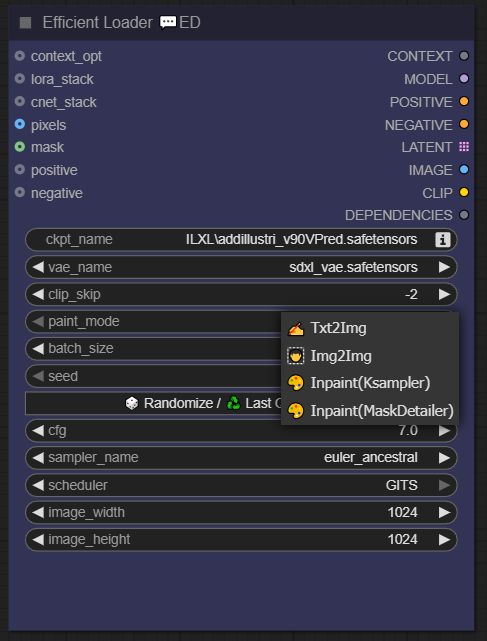 Efficient Loader 💬ED
context_opt CONTEXT
lora_stack MODEL
cnet_stack POSITIVE
pixels NEGATIVE
mask LATENT
positive IMAGE
negative CLIP
DEPENDENCIES
ckpt_name ILXL\addillustri_v90VPred.safetensors
vae_name sdxl_vae.safetensors
clip_skip -2
paint_mode
✍️ Txt2Img
batch_size
Img2Img
seed
🎨 Inpaint(Ksampler)
🎲 Randomize / ♻️ Last
🎨 Inpaint(MaskDetailer)
cfg 7.0
sampler_name euler_ancestral
scheduler GITS
image_width 1024
image_height 1024